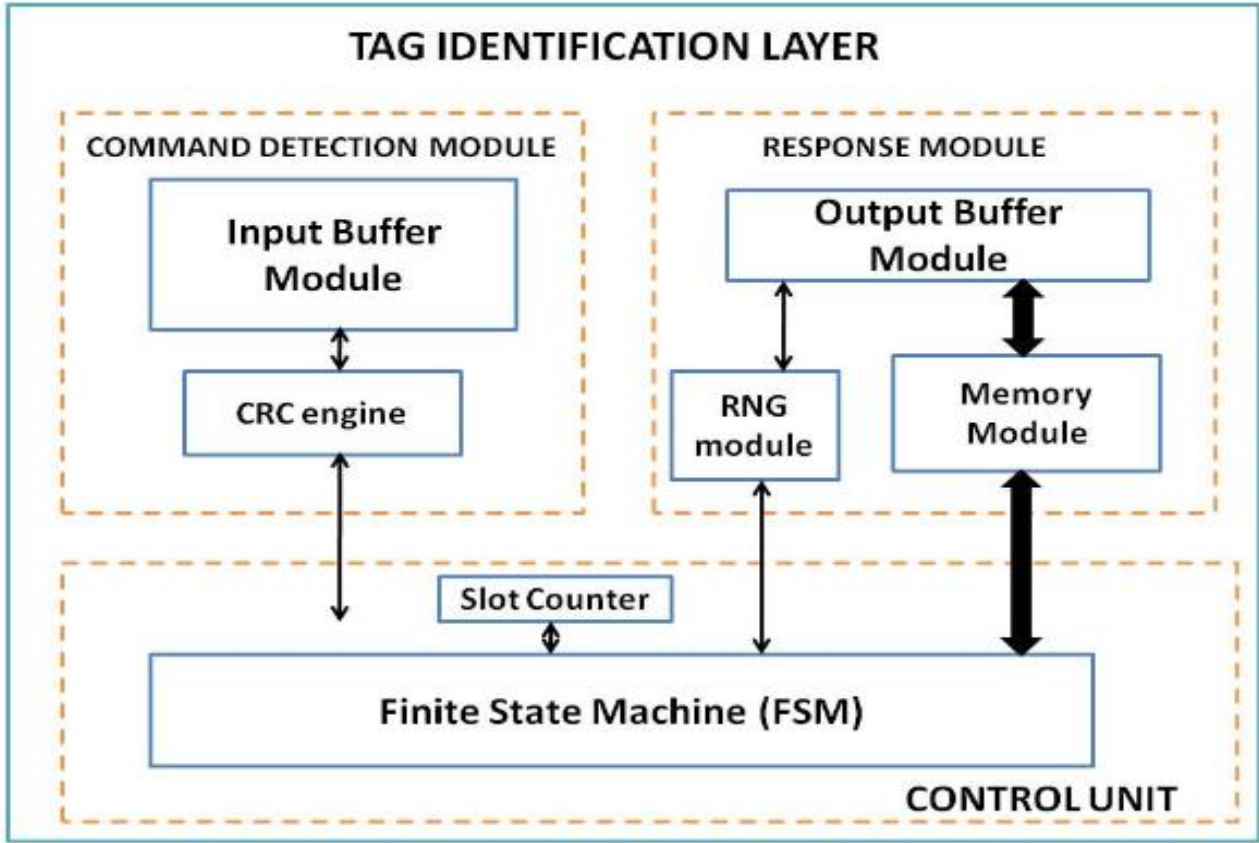 TAG IDENTIFICATION LAYER
COMMAND DETECTION MODULE
Input Buffer
Module
CRC engine
RESPONSE MODULE
Output Buffer
Module
RNG
module
Memory
Module
Slot Counter
Finite State Machine (FSM)
CONTROL UNIT